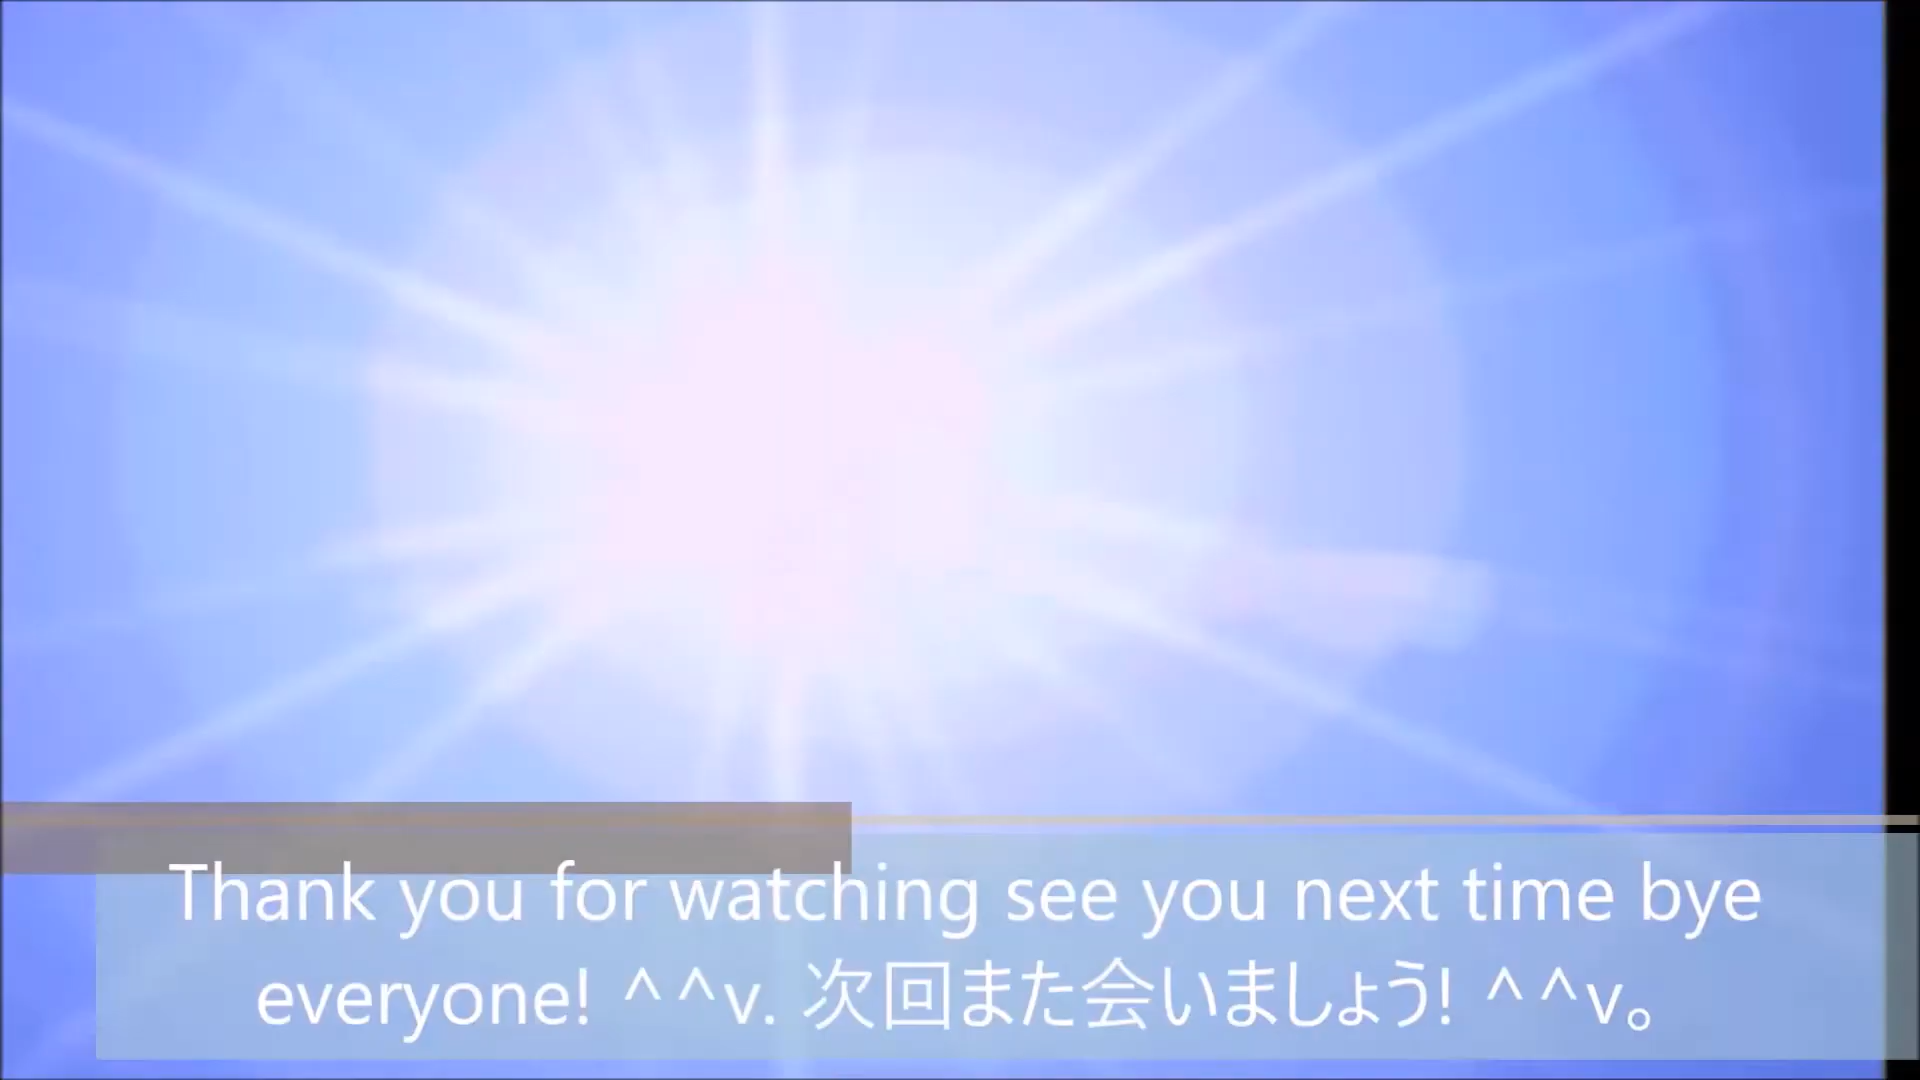 Thank you for watching see you next time bye
everyone! ^^v. 次回また会いましょう! ^^v。